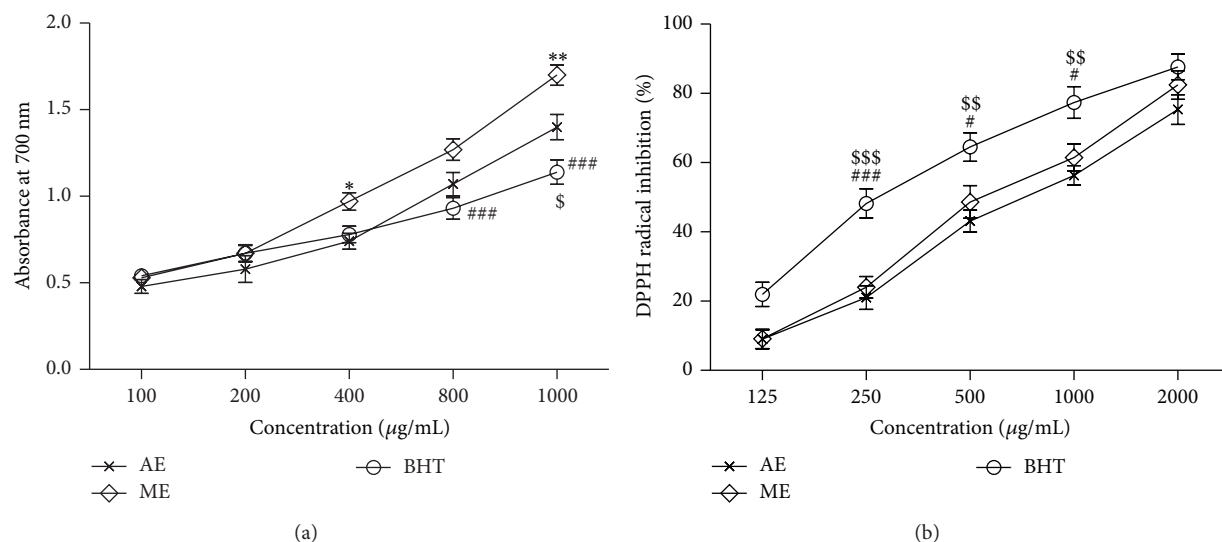 2.0
1.5
1.0
0.5
0.0
Absorbance at 700 nm
*
**
###
###
$
100 200 400 800 1000
Concentration (μg/mL)
AE
ME
BHT
(a)
100
80
60
40
20
0
DPPH radical inhibition (%)
$$$
###
$$
#
$$
#
125 250 500 1000 2000
Concentration (μg/mL)
AE
ME
BHT
(b)